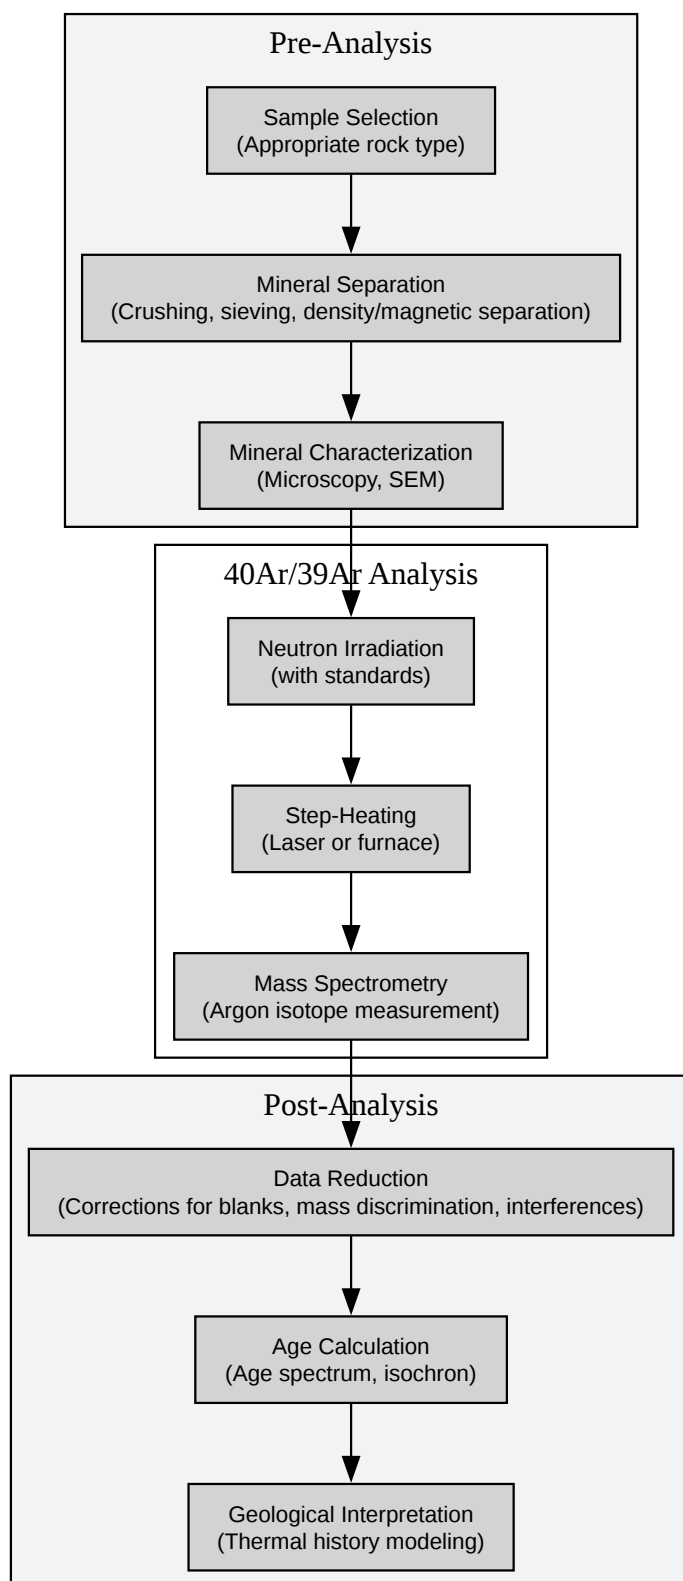 Pre-Analysis
Sample Selection
(Appropriate rock type)
Mineral Separation
(Crushing, sieving, density/magnetic separation)
Mineral Characterization
(Microscopy, SEM)
40Ar/39Ar Analysis
Neutron Irradiation
(with standards)
Step-Heating
(Laser or furnace)
Mass Spectrometry
(Argon isotope measurement)
Post-Analysis
Data Reduction
(Corrections for blanks, mass discrimination, interferences)
Age Calculation
(Age spectrum, isochron)
Geological Interpretation
(Thermal history modeling)